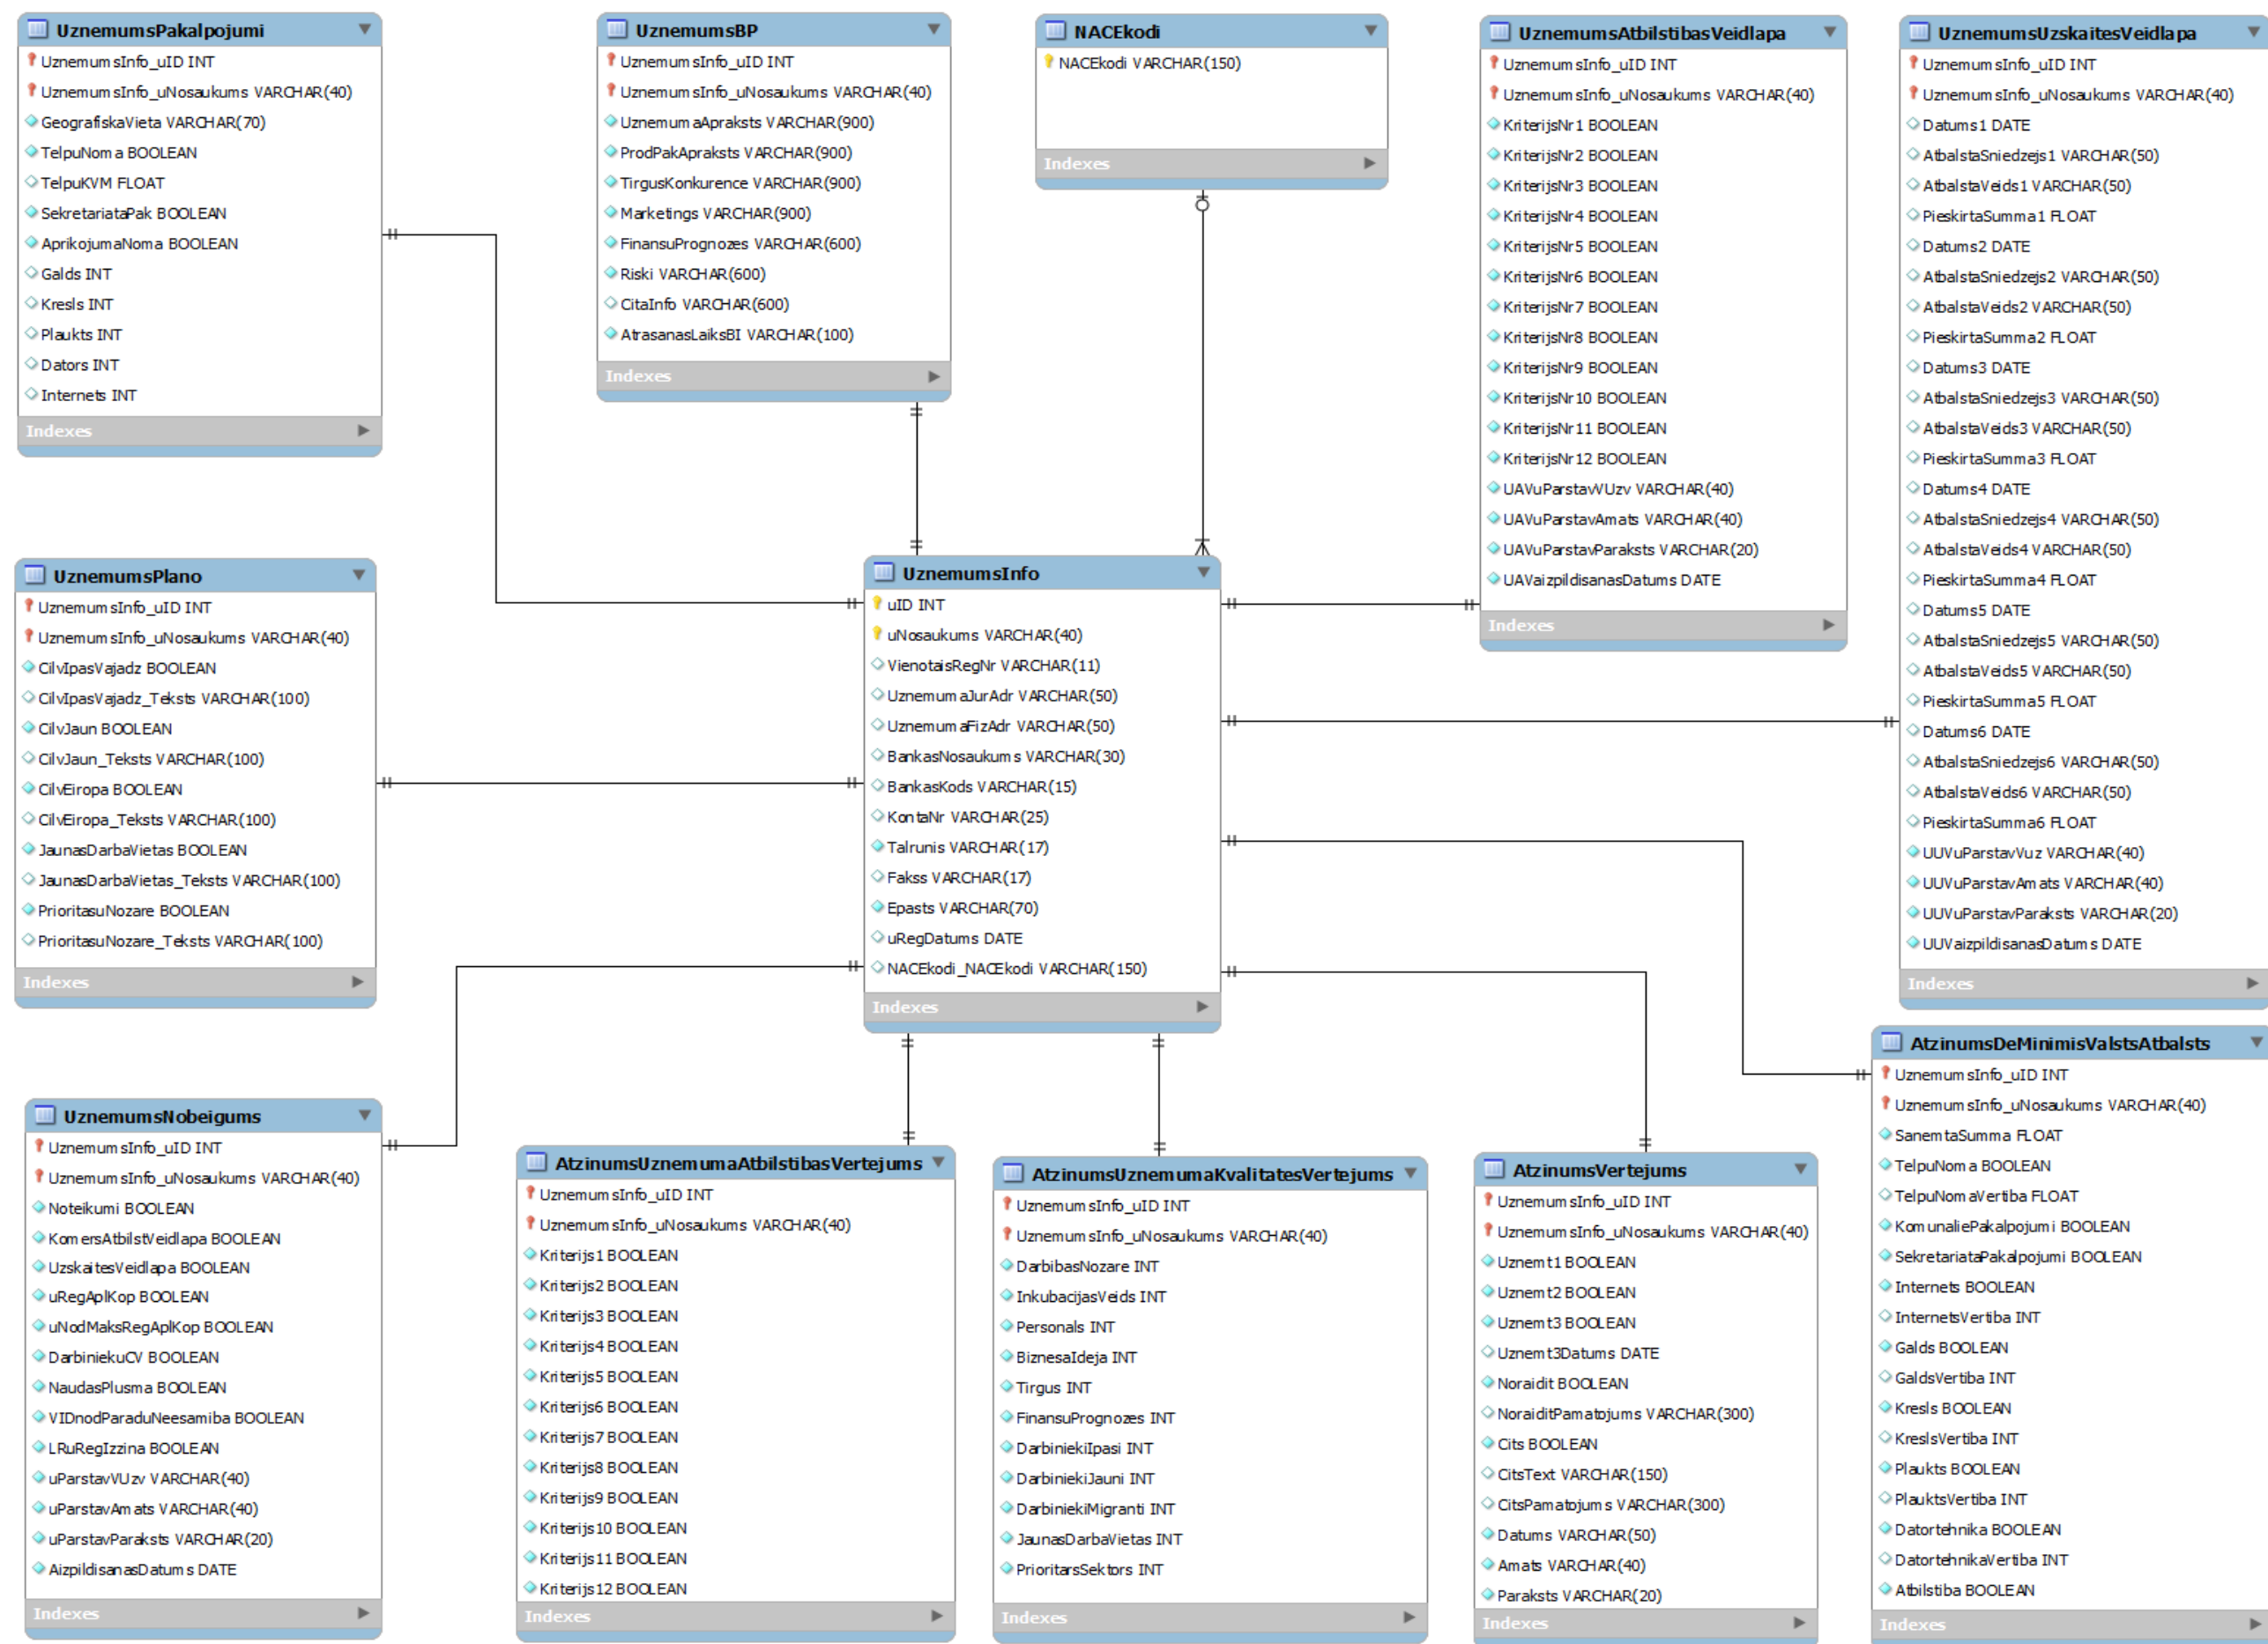 UznemumsPakalpojumi
UznemumsInfo_uID INT
UznemumsInfo_uNosaukums VARCHAR(40)
GeografiskaVieta VARCHAR(70)
TelpuNoma BOOLEAN
TelpuKVM FLOAT
SekretariataPak BOOLEAN
AprikojumaNoma BOOLEAN
Galds INT
Kresls INT
Plaukts INT
Dators INT
Internets INT
Indexes
UznemumsBP
UznemumsInfo_uID INT
UznemumsInfo_uNosaukums VARCHAR(40)
UznemumaApraksts VARCHAR(900)
ProdPakApraksts VARCHAR(900)
TirgusKonkurence VARCHAR(900)
Marketings VARCHAR(900)
FinansuPrognozes VARCHAR(600)
Riski VARCHAR(600)
CitaInfo VARCHAR(600)
AtrasanasLaiksBI VARCHAR(100)
Indexes
NACEkodi
NACEkodi VARCHAR(150)
Indexes
UznemumsAtbilstibasVeidlapa
UznemumsInfo_uID INT
UznemumsInfo_uNosaukums VARCHAR(40)
KriterijsNr1 BOOLEAN
KriterijsNr2 BOOLEAN
KriterijsNr3 BOOLEAN
KriterijsNr4 BOOLEAN
KriterijsNr5 BOOLEAN
KriterijsNr6 BOOLEAN
KriterijsNr7 BOOLEAN
KriterijsNr8 BOOLEAN
KriterijsNr9 BOOLEAN
KriterijsNr10 BOOLEAN
KriterijsNr11 BOOLEAN
KriterijsNr12 BOOLEAN
UAVuParstavVUzv VARCHAR(40)
UAVuParstavAmats VARCHAR(40)
UAVuParstavParaksts VARCHAR(20)
UAVaizpildisanasDatums DATE
Indexes
UznemumsUzskaitesVeidlapa
UznemumsInfo_uID INT
UznemumsInfo_uNosaukums VARCHAR(40)
Datums1 DATE
AtbalstaSniedzejs1 VARCHAR(50)
AtbalstaVeids1 VARCHAR(50)
PieskirtaSumma1 FLOAT
Datums2 DATE
AtbalstaSniedzejs2 VARCHAR(50)
AtbalstaVeids2 VARCHAR(50)
PieskirtaSumma2 FLOAT
Datums3 DATE
AtbalstaSniedzejs3 VARCHAR(50)
AtbalstaVeids3 VARCHAR(50)
PieskirtaSumma3 FLOAT
Datums4 DATE
AtbalstaSniedzejs4 VARCHAR(50)
AtbalstaVeids4 VARCHAR(50)
PieskirtaSumma4 FLOAT
Datums5 DATE
AtbalstaSniedzejs5 VARCHAR(50)
AtbalstaVeids5 VARCHAR(50)
PieskirtaSumma5 FLOAT
Datums6 DATE
AtbalstaSniedzejs6 VARCHAR(50)
AtbalstaVeids6 VARCHAR(50)
PieskirtaSumma6 FLOAT
UUVuParstavVuz VARCHAR(40)
UUVuParstavAmats VARCHAR(40)
UUVuParstavParaksts VARCHAR(20)
UUVaizpildisanasDatums DATE
Indexes
UznemumsPlano
UznemumsInfo_uID INT
UznemumsInfo_uNosaukums VARCHAR(40)
CilvIpasVajadz BOOLEAN
CilvIpasVajadz_Teksts VARCHAR(100)
CilvJaun BOOLEAN
CilvJaun_Teksts VARCHAR(100)
CilvEiropa BOOLEAN
CilvEiropa_Teksts VARCHAR(100)
JaunasDarbaVietas BOOLEAN
JaunasDarbaVietas_Teksts VARCHAR(100)
PrioritasuNozare BOOLEAN
PrioritasuNozare_Teksts VARCHAR(100)
Indexes
UznemumsInfo
uID INT
uNosaukums VARCHAR(40)
VienotaisRegNr VARCHAR(11)
UznemumaJurAdr VARCHAR(50)
UznemumaFizAdr VARCHAR(50)
BankasNosaukums VARCHAR(30)
BankasKods VARCHAR(15)
KontaNr VARCHAR(25)
Talrunis VARCHAR(17)
Fakss VARCHAR(17)
Epasts VARCHAR(70)
uRegDatums DATE
NACEkodi_NACEkodi VARCHAR(150)
Indexes
UznemumsNobeigums
UznemumsInfo_uID INT
UznemumsInfo_uNosaukums VARCHAR(40)
Noteikumi BOOLEAN
KomersAtbilstVeidlapa BOOLEAN
UzskaitesVeidlapa BOOLEAN
uRegAplKop BOOLEAN
uNodMaksRegAplKop BOOLEAN
DarbiniekuCV BOOLEAN
NaudasPlusma BOOLEAN
VIDnodParaduNeesamiba BOOLEAN
LRuRegIzzina BOOLEAN
uParstavVUzv VARCHAR(40)
uParstavAmats VARCHAR(40)
uParstavParaksts VARCHAR(20)
AizpildisanasDatums DATE
Indexes
AtzinumsUznemumaAtbilstibasVertejums
UznemumsInfo_uID INT
UznemumsInfo_uNosaukums VARCHAR(40)
Kriterijs1 BOOLEAN
Kriterijs2 BOOLEAN
Kriterijs3 BOOLEAN
Kriterijs4 BOOLEAN
Kriterijs5 BOOLEAN
Kriterijs6 BOOLEAN
Kriterijs7 BOOLEAN
Kriterijs8 BOOLEAN
Kriterijs9 BOOLEAN
Kriterijs10 BOOLEAN
Kriterijs11 BOOLEAN
Kriterijs12 BOOLEAN
Indexes
AtzinumsUznemumaKvalitatesVertejums
UznemumsInfo_uID INT
UznemumsInfo_uNosaukums VARCHAR(40)
DarbibasNozare INT
InkubacijasVeids INT
Personals INT
BiznesaIdeja INT
Tirgus INT
FinansuPrognozes INT
DarbiniekiIpasi INT
DarbiniekiJauni INT
DarbiniekiMigranti INT
JaunasDarbaVietas INT
PrioritarsSektors INT
Indexes
AtzinumsVertejums
UznemumsInfo_uID INT
UznemumsInfo_uNosaukums VARCHAR(40)
Uznemt1 BOOLEAN
Uznemt2 BOOLEAN
Uznemt3 BOOLEAN
Uznemt3Datums DATE
Noraidit BOOLEAN
NoraiditPamatojums VARCHAR(300)
Cits BOOLEAN
CitsText VARCHAR(150)
CitsPamatojums VARCHAR(300)
Datums VARCHAR(50)
Amats VARCHAR(40)
Paraksts VARCHAR(20)
Indexes
AtzinumsDeMinimisValstsAtbalsts
UznemumsInfo_uID INT
UznemumsInfo_uNosaukums VARCHAR(40)
SanemtaSumma FLOAT
TelpuNoma BOOLEAN
TelpuNomaVertiba FLOAT
KomunaliePakalpojumi BOOLEAN
SekretariataPakalpojumi BOOLEAN
Internets BOOLEAN
InternetsVertiba INT
Galds BOOLEAN
GaldsVertiba INT
Kresls BOOLEAN
KreslsVertiba INT
Plaukts BOOLEAN
PlauktsVertiba INT
Datortehnika BOOLEAN
DatortehnikaVertiba INT
Atbilstiba BOOLEAN
Indexes